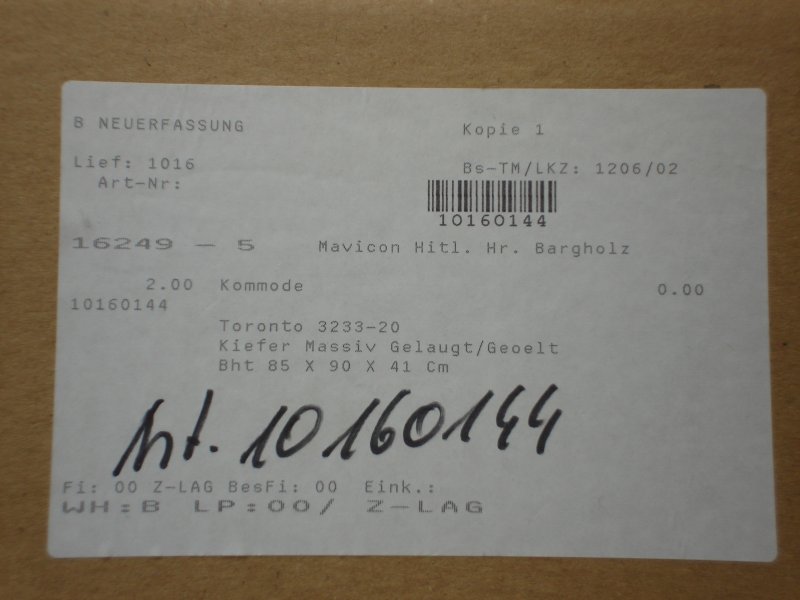 B NEUERFASSUNG Kopie 1
Lief: 1016 Bs-TM/LKZ: 1206/02
Art-Nr:
10160144
16249 - 5 Mavicon Hitl. Hr. Bargholz
2.00 Kommode 0.00
10160144
Toronto 3233-20
Kiefer Massiv Gelaugt/Geoelt
Bht 85 X 90 X 41 Cm
Art. 10160144
Fi: 00 Z-LAG BesFi: 00 Eink.:
WH:B LP:00/ Z-LAG